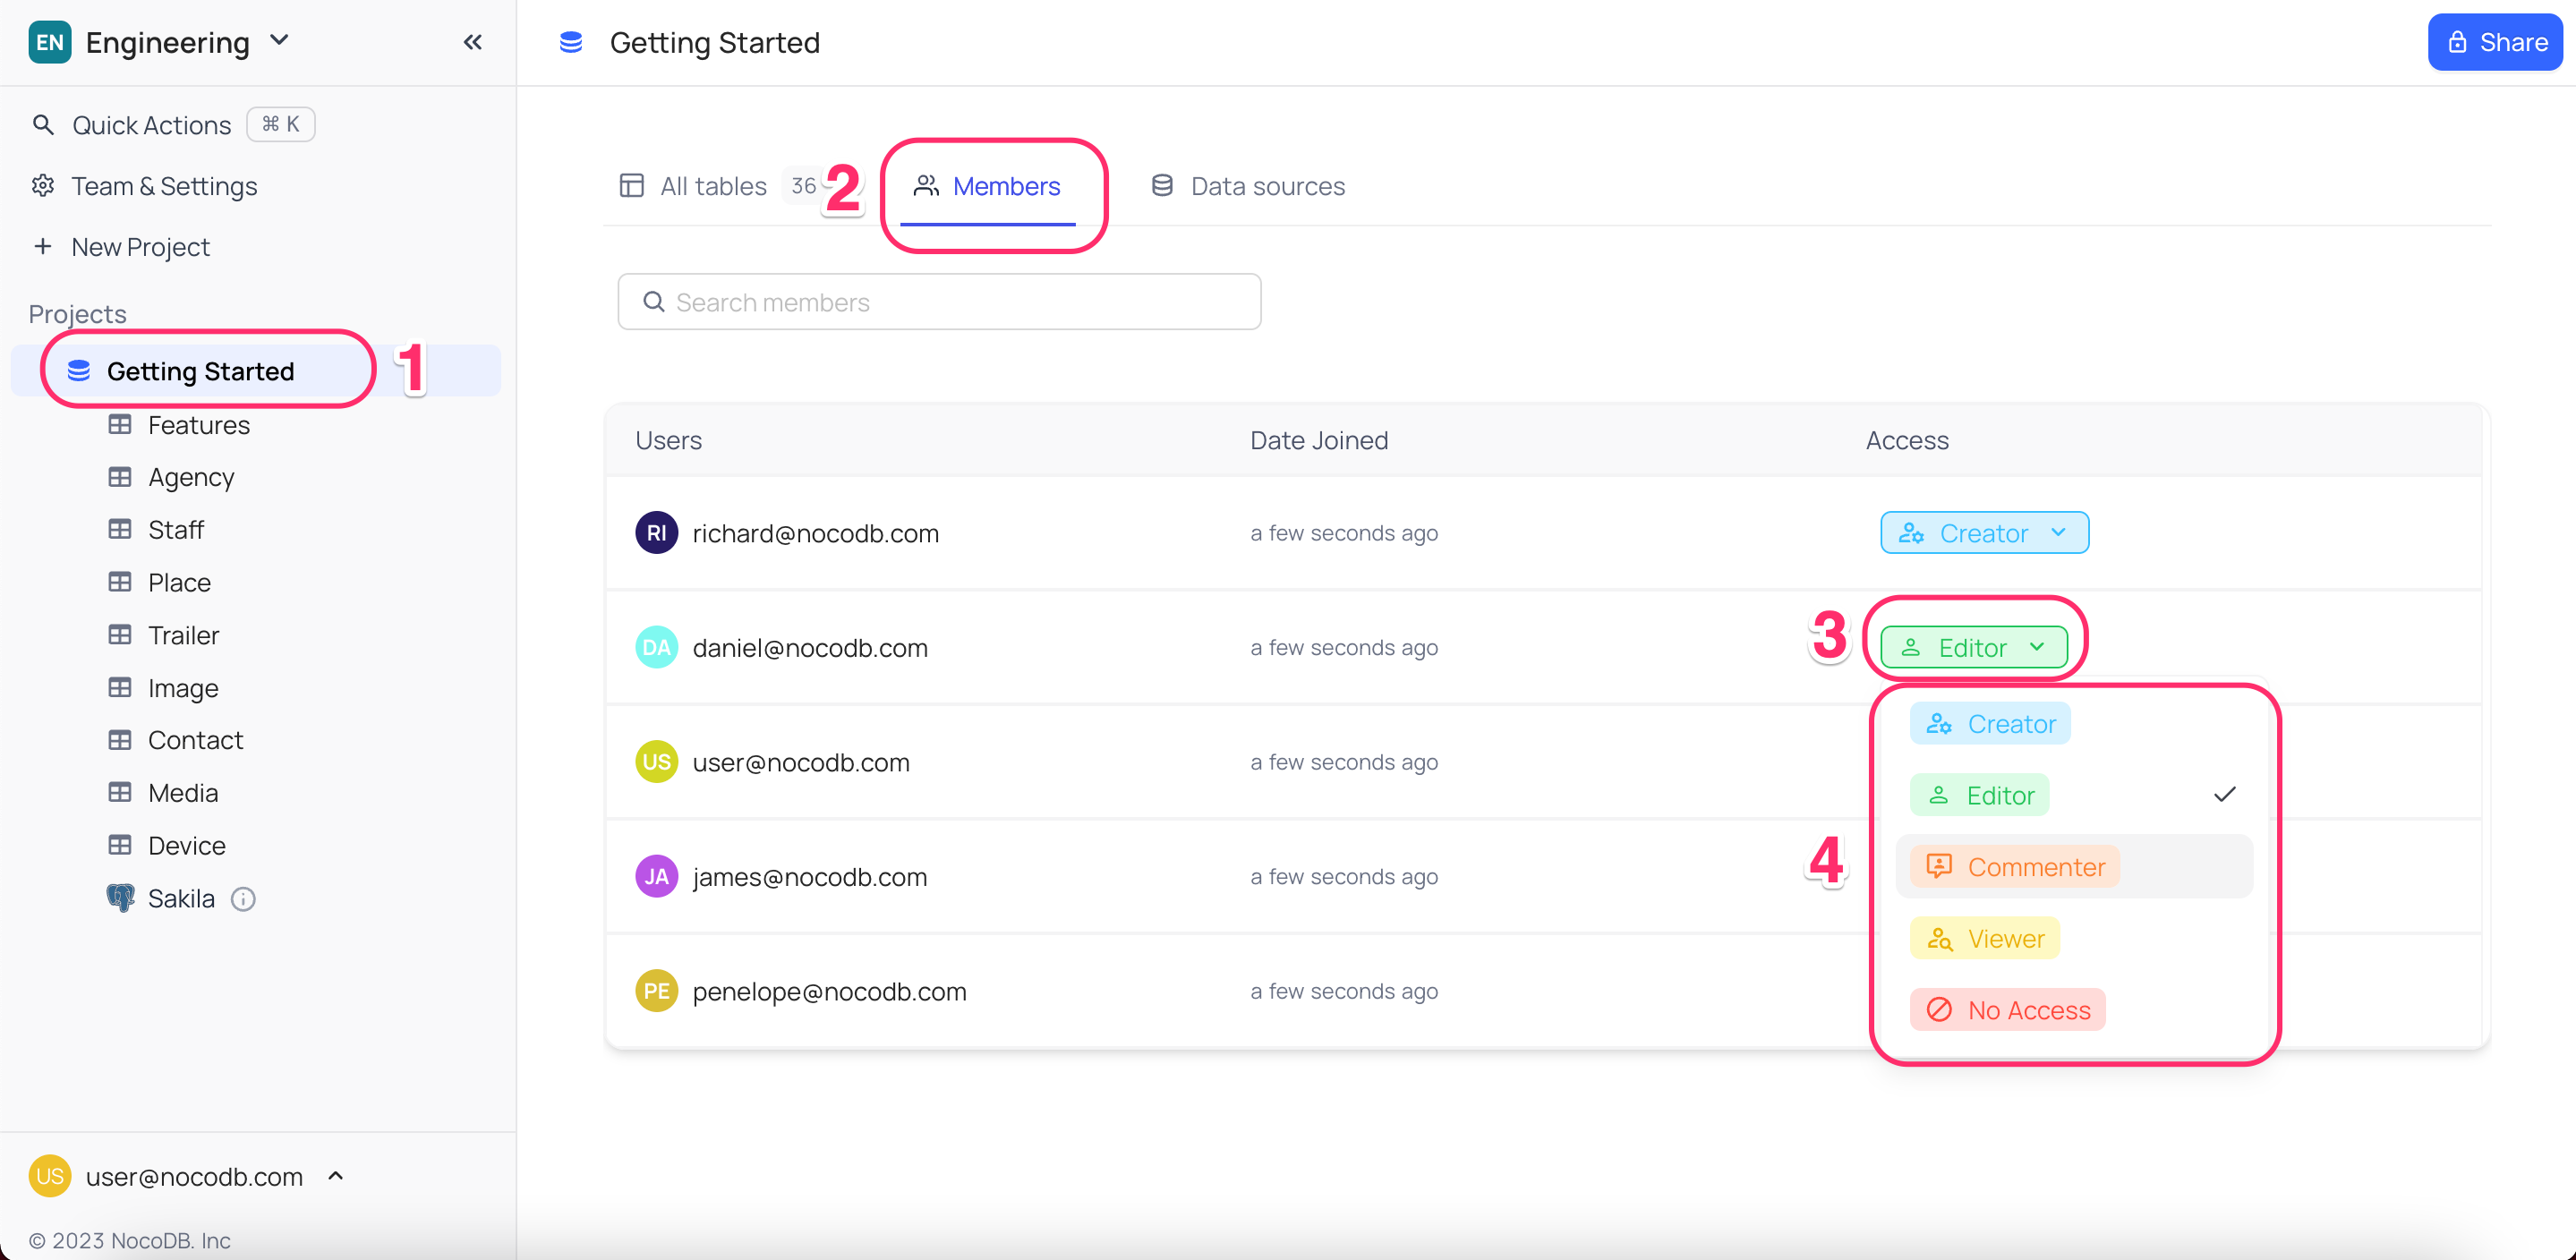 EN Engineering
Quick Actions ⌘ K
Team & Settings
+ New Project
Projects
Getting Started 1
Features
Agency
Staff
Place
Trailer
Image
Contact
Media
Device
Sakila
US user@nocodb.com
© 2023 NocoDB. Inc
Getting Started
Share
All tables 36 2 Members Data sources
Search members
Users Date Joined Access
RI richard@nocodb.com a few seconds ago Creator
DA daniel@nocodb.com a few seconds ago 3 Editor
US user@nocodb.com a few seconds ago
JA james@nocodb.com a few seconds ago
PE penelope@nocodb.com a few seconds ago
4
Creator
Editor
Commenter
Viewer
No Access